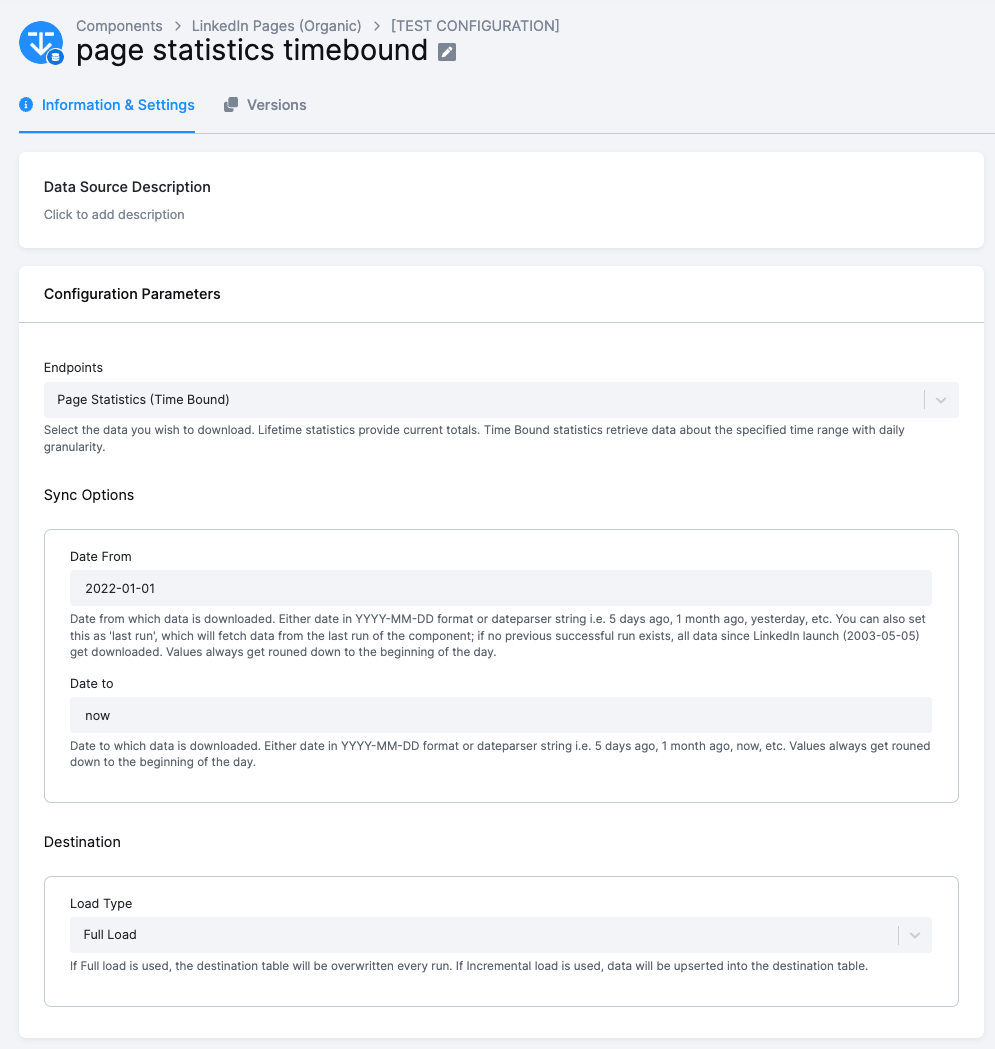 Components > LinkedIn Pages (Organic) > [TEST CONFIGURATION]
page statistics timebound
Information & Settings
Versions
Data Source Description
Click to add description
Configuration Parameters
Endpoints
Page Statistics (Time Bound)
Select the data you wish to download. Lifetime statistics provide current totals. Time Bound statistics retrieve data about the specified time range with daily
granularity.
Sync Options
Date From
2022-01-01
Date from which data is downloaded. Either date in YYYY-MM-DD format or dateparser string i.e. 5 days ago, 1 month ago, yesterday, etc. You can also set
this as 'last run', which will fetch data from the last run of the component; if no previous successful run exists, all data since LinkedIn launch (2003-05-05)
get downloaded. Values always get rouned down to the beginning of the day.
Date to
now
Date to which data is downloaded. Either date in YYYY-MM-DD format or dateparser string i.e. 5 days ago, 1 month ago, now, etc. Values always get rouned
down to the beginning of the day.
Destination
Load Type
Full Load
If Full load is used, the destination table will be overwritten every run. If Incremental load is used, data will be upserted into the destination table.